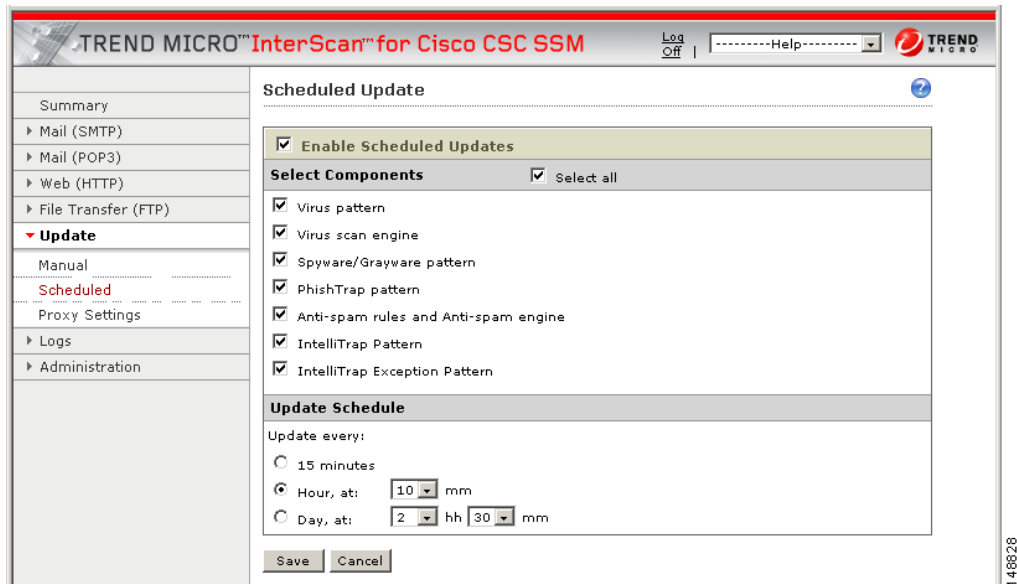 TREND MICRO™ InterScan™ for Cisco CSC SSM
Log Off | ---------Help---------
TREND MICRO
Summary
Mail (SMTP)
Mail (POP3)
Web (HTTP)
File Transfer (FTP)
Update
Manual
Scheduled
Proxy Settings
Logs
Administration
Scheduled Update
?
Enable Scheduled Updates
Select Components Select all
Virus pattern
Virus scan engine
Spyware/Grayware pattern
PhishTrap pattern
Anti-spam rules and Anti-spam engine
IntelliTrap Pattern
IntelliTrap Exception Pattern
Update Schedule
Update every:
15 minutes
Hour, at: 10 mm
Day, at: 2 hh 30 mm
Save Cancel
148828